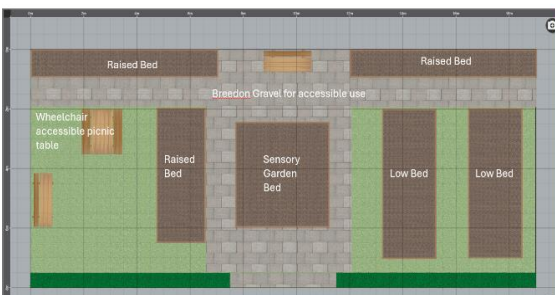 Raised Bed
Raised Bed
Breedon Gravel for accessible use
Wheelchair
accessible picnic
table
Raised
Bed
Sensory
Garden
Bed
Low Bed
Low Bed